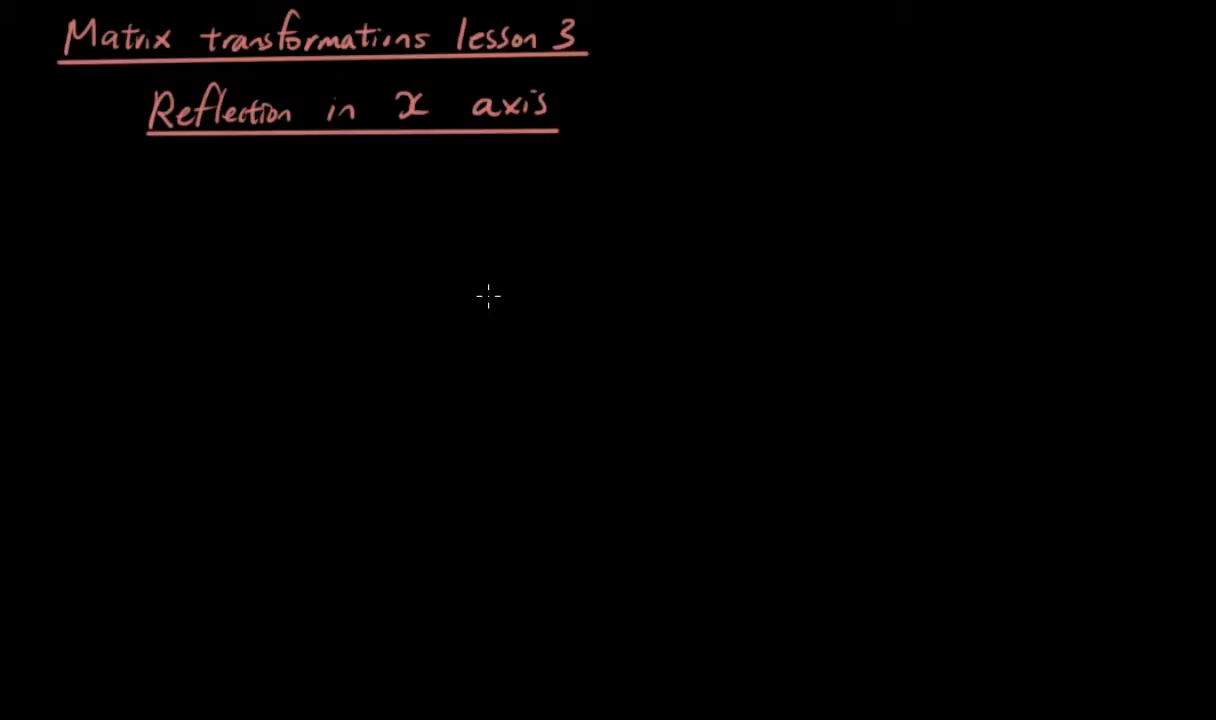 Matrix transformations lesson 3
Reflection in x axis